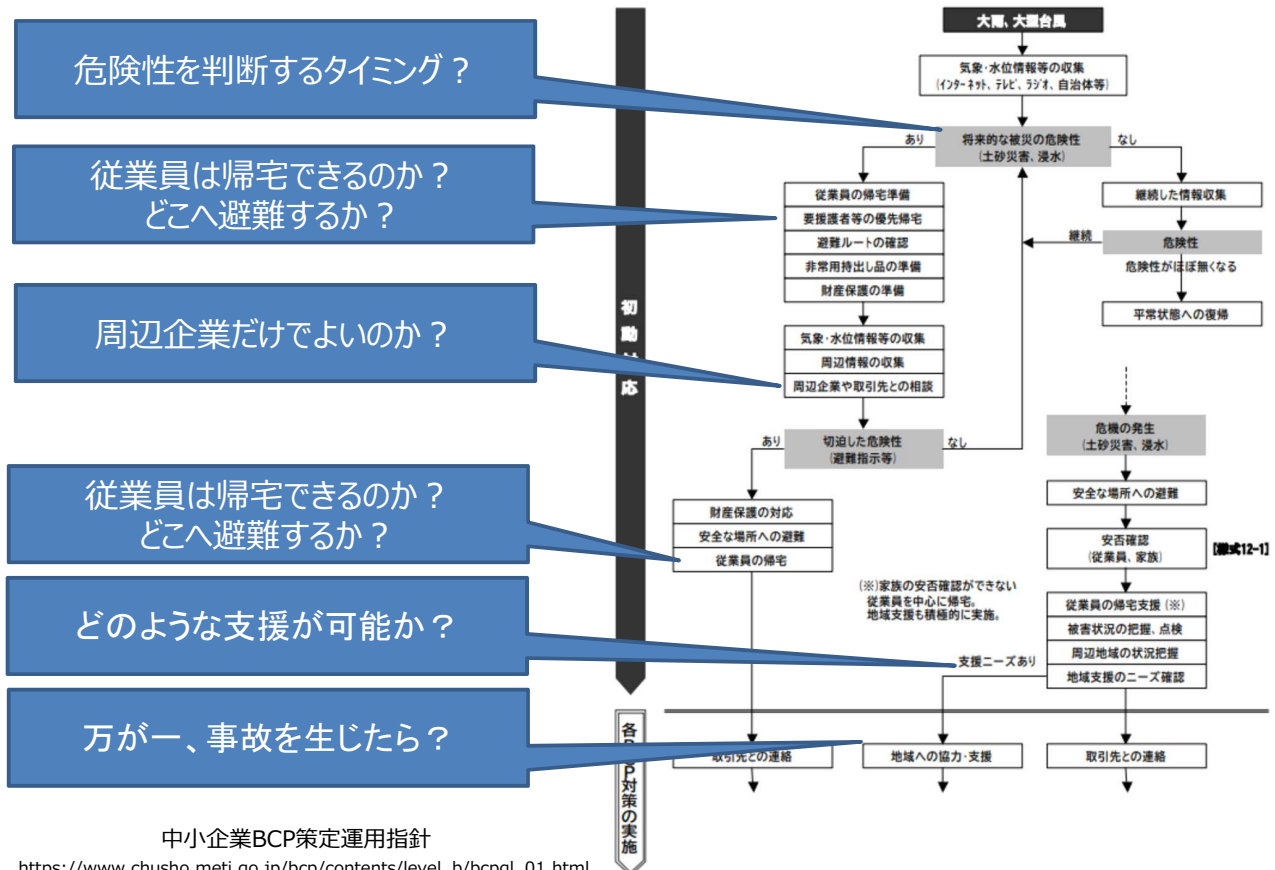 危険性を判断するタイミング？
従業員は帰宅できるのか？
どこへ避難するか？
周辺企業だけでよいのか？
従業員は帰宅できるのか？
どこへ避難するか？
どのような支援が可能か？
万が一、事故を生じたら？
中小企業BCP策定運用指針
https://www.chusho.meti.go.jp/bcp/contents/level_b/bcpgl_01.html
初動
応
各
P対策の実施
大雨、大型台風
気象・水位情報等の収集
(インターネット、テレビ、ラジオ、自治体等)
あり
将来的な被災の危険性
(土砂災害、浸水)
なし
従業員の帰宅準備
要援護者等の優先帰宅
避難ルートの確認
非常用持出し品の準備
財産保護の準備
継続した情報収集
継続
危険性
危険性がほぼ無くなる
平常状態への復帰
気象・水位情報等の収集
周辺情報の収集
周辺企業や取引先との相談
あり
切迫した危険性
(避難指示等)
なし
危機の発生
(土砂災害、浸水)
財産保護の対応
安全な場所への避難
従業員の帰宅
安全な場所への避難
安否確認
(従業員、家族)
[様式12-1]
(※)家族の安否確認ができない
従業員を中心に帰宅。
地域支援も積極的に実施。
従業員の帰宅支援(※)
被害状況の把握、点検
周辺地域の状況把握
地域支援のニーズ確認
支援ニーズあり
取引先との連絡
地域への協力・支援
取引先との連絡